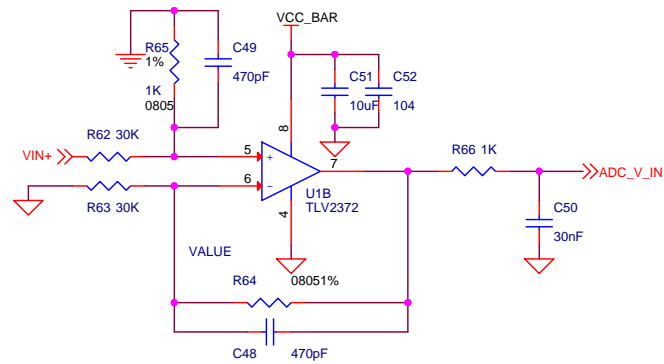 VCC_BAR
R65
1%
1K
0805
C49
470pF
C51
10uF
C52
104
8
VIN+
R62 30K
5
+
7
R66 1K
ADC_V_IN
R63 30K
6
−
U1B
TLV2372
4
C50
30nF
VALUE
R64
08051%
C48
470pF